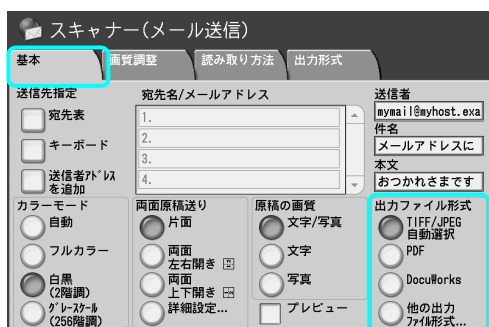 スキャナー(メール送信)
基本
画質調整
読み取り方法
出力形式
送信先指定
宛先表
キーボード
送信者ｱﾄﾞﾚｽ
を追加
宛先名/メールアドレス
1.
2.
3.
4.
送信者
mymail@myhost.exa
件名
メールアドレスに
本文
おつかれさまです
カラーモード
自動
フルカラー
白黒
(2階調)
ｸﾞﾚｰｽｹｰﾙ
(256階調)
両面原稿送り
片面
両面
左右開き
両面
上下開き
詳細設定...
原稿の画質
文字/写真
文字
写真
プレビュー
出力ファイル形式
TIFF/JPEG
自動選択
PDF
DocuWorks
他の出力
ﾌｧｲﾙ形式...